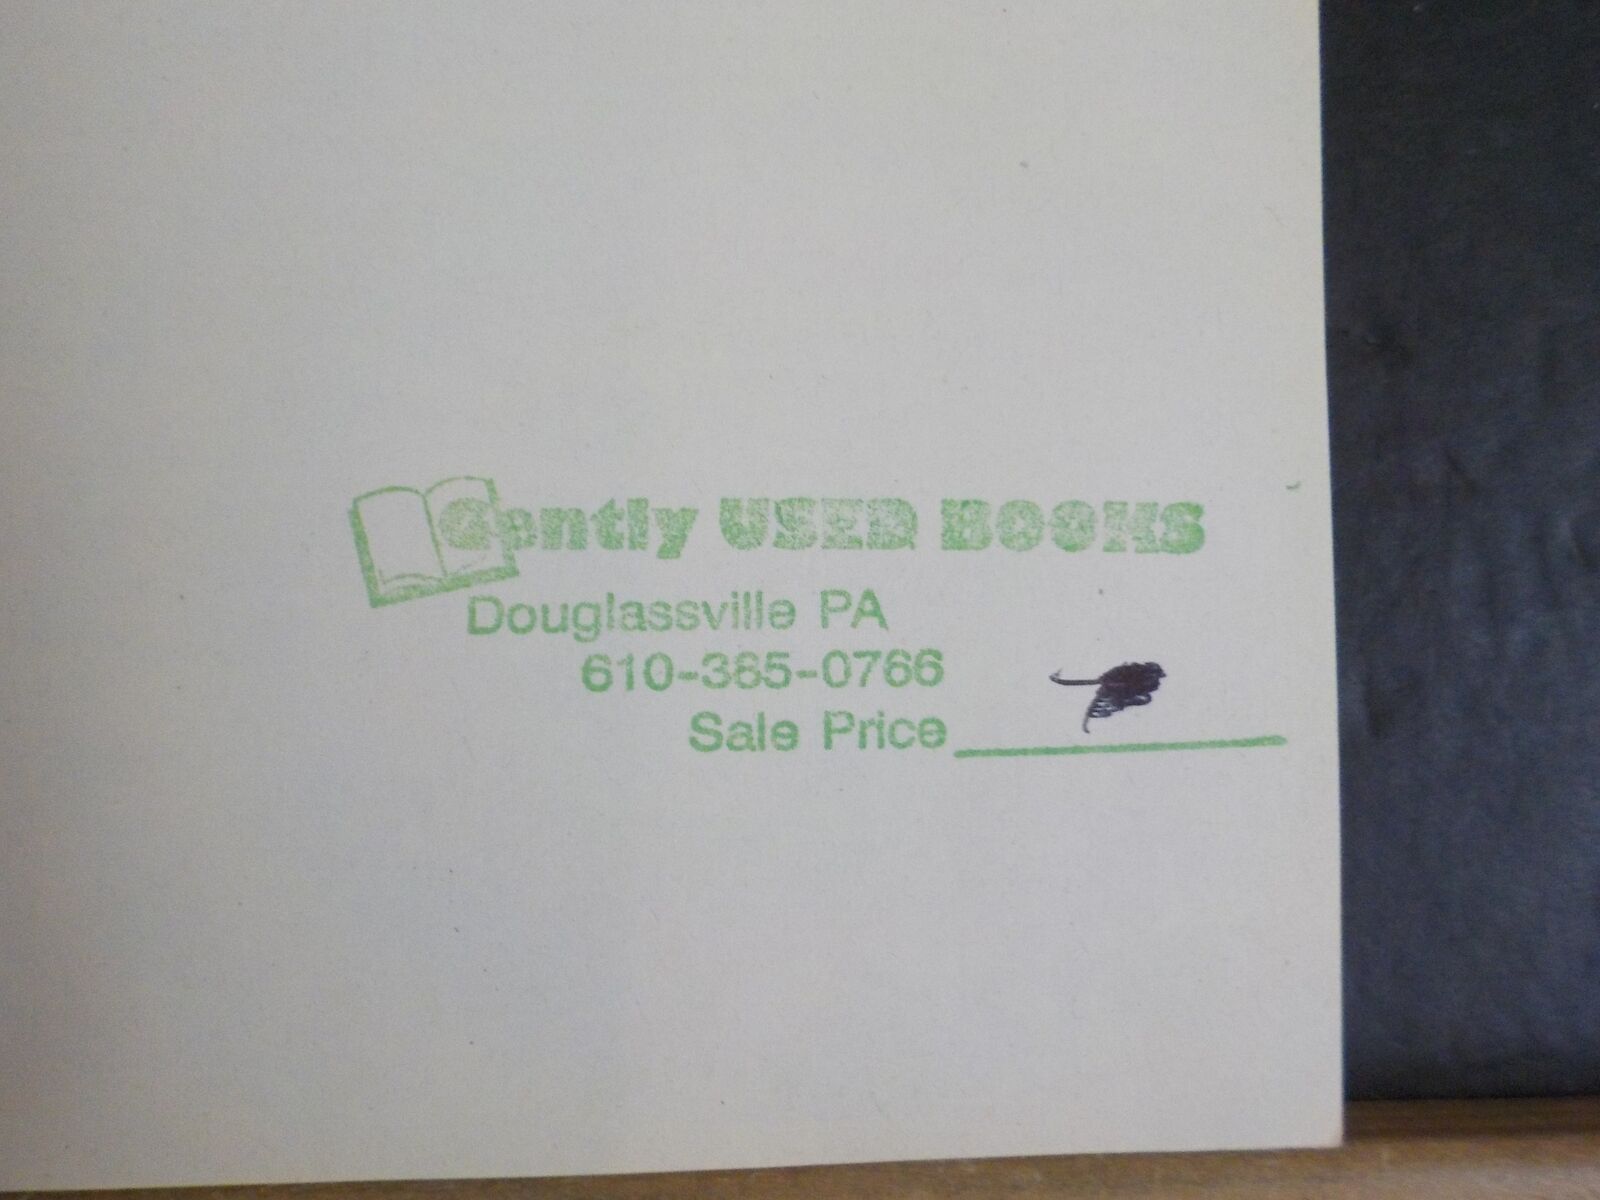 Gently USED BOOKS
Douglassville PA
610-385-0766
Sale Price